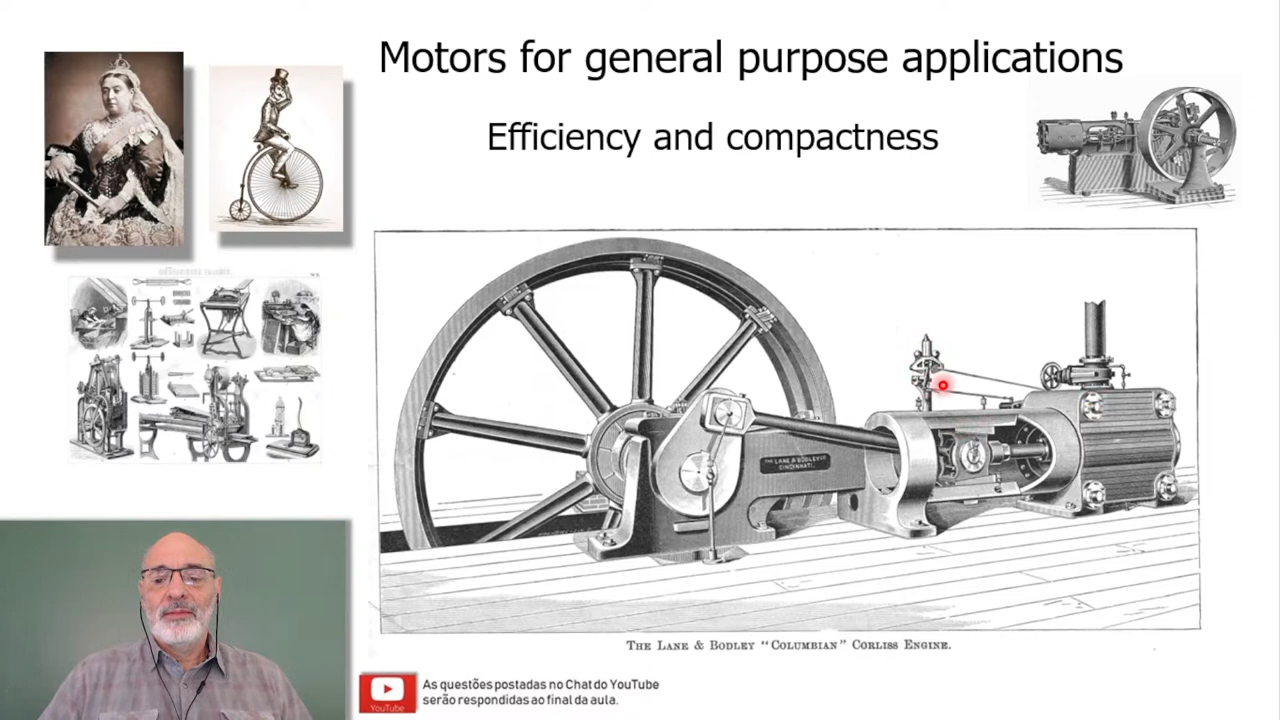 Motors for general purpose applications
Efficiency and compactness
THE LANE & BODLEY CO.
CINCINNATI.
THE LANE & BODLEY "COLUMBIAN" CORLISS ENGINE.
YouTube
As questões postadas no Chat do YouTube
serão respondidas ao final da aula.